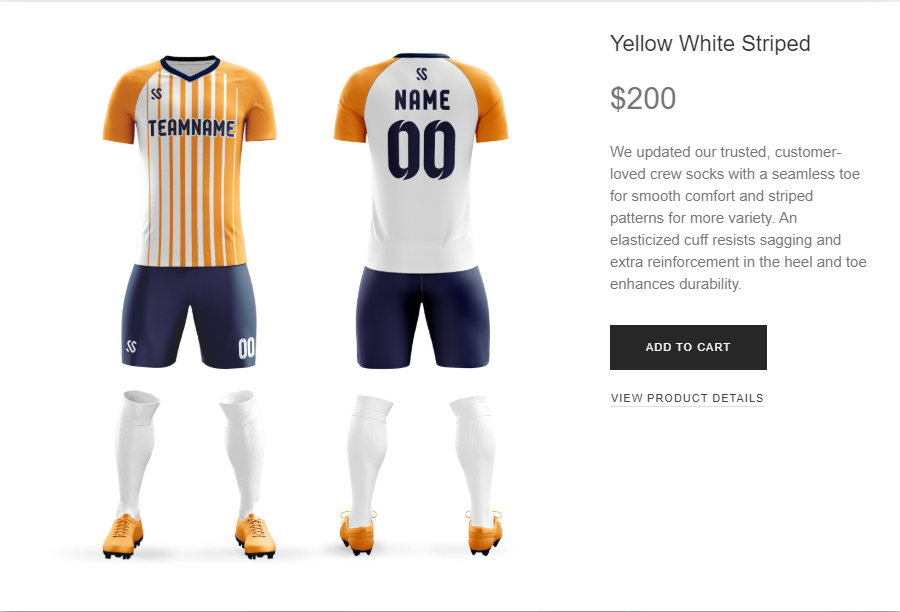 Yellow White Striped
$200
We updated our trusted, customer-
loved crew socks with a seamless toe
for smooth comfort and striped
patterns for more variety. An
elasticized cuff resists sagging and
extra reinforcement in the heel and toe
enhances durability.
ADD TO CART
VIEW PRODUCT DETAILS
SS
TEAMNAME
SS
00
SS
NAME
00